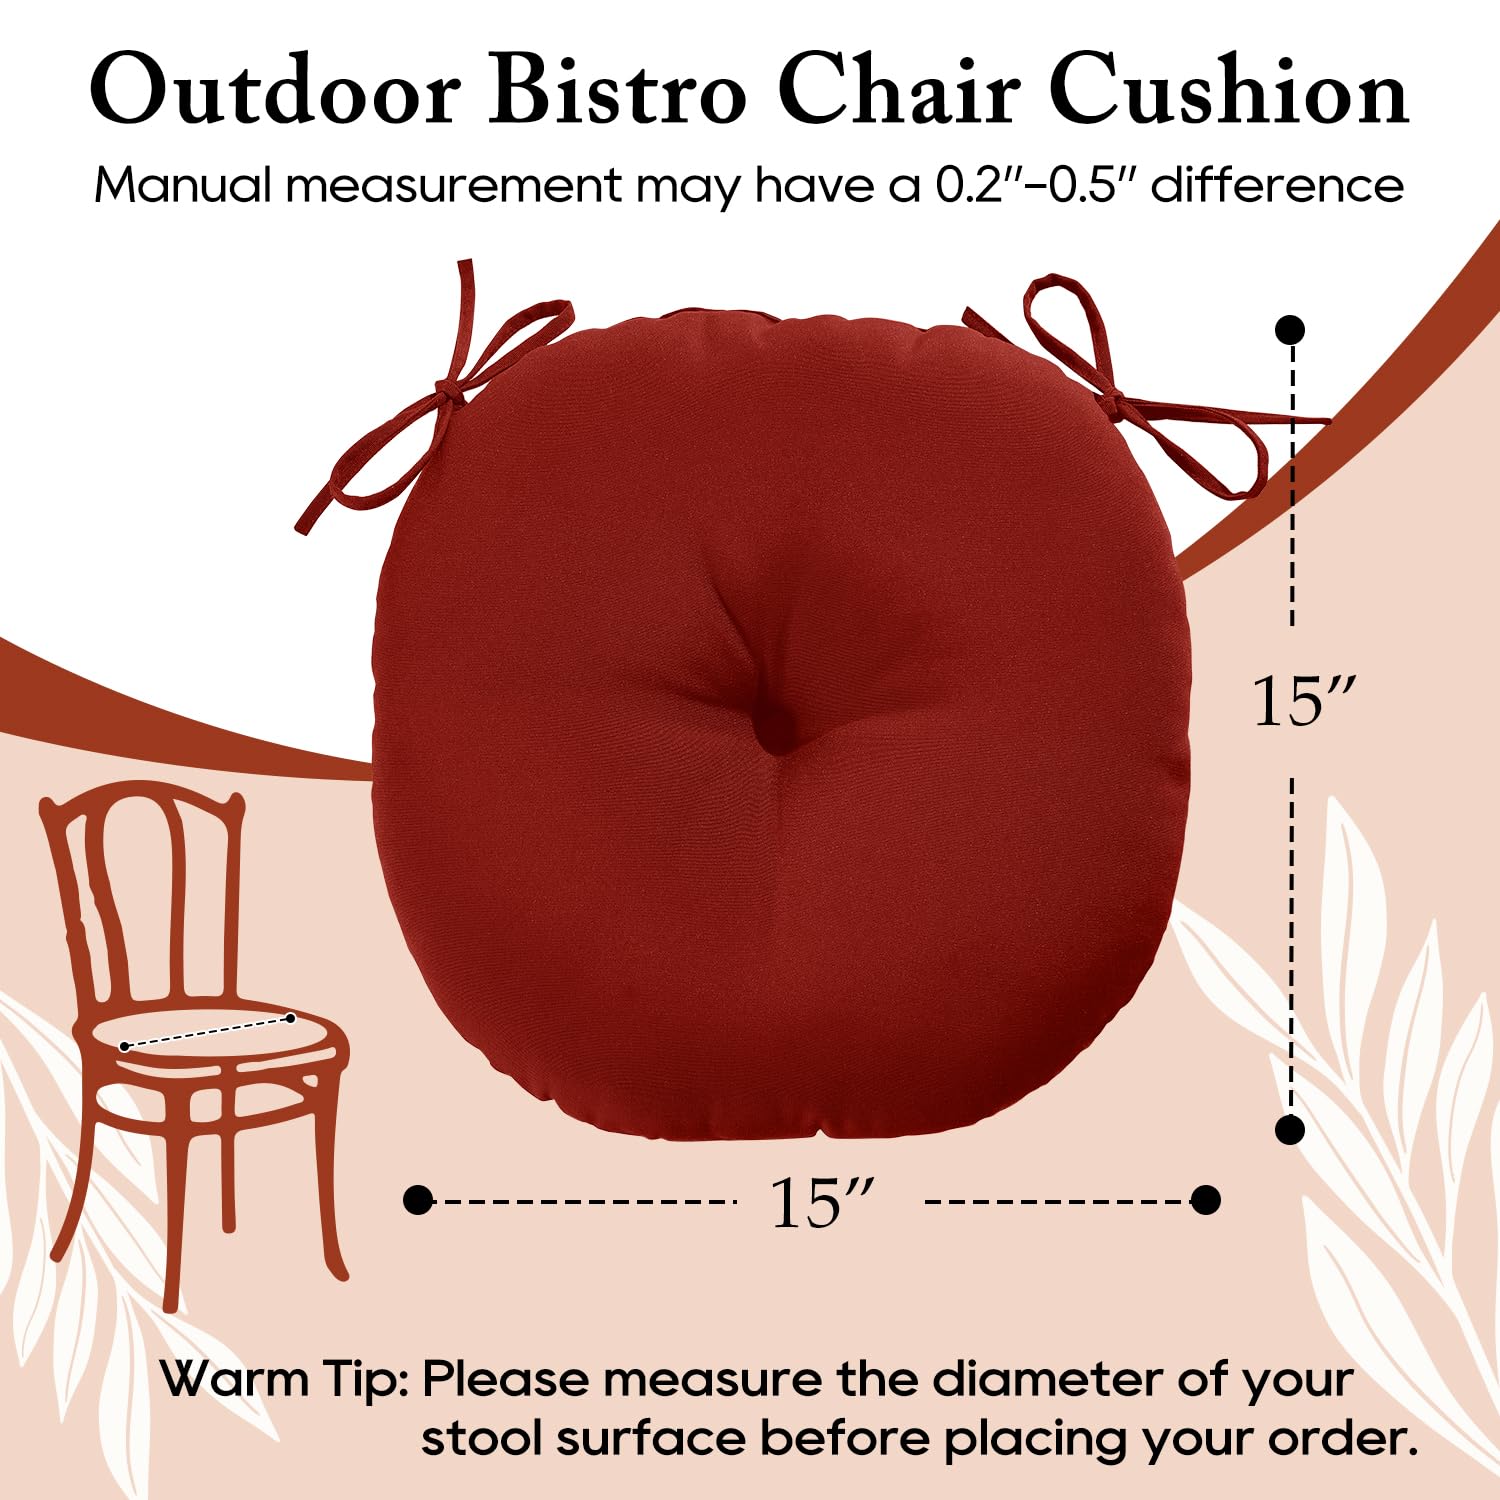 Outdoor Bistro Chair Cushion
Manual measurement may have a 0.2"-0.5" difference
15"
15"
Warm Tip: Please measure the diameter of your
stool surface before placing your order.